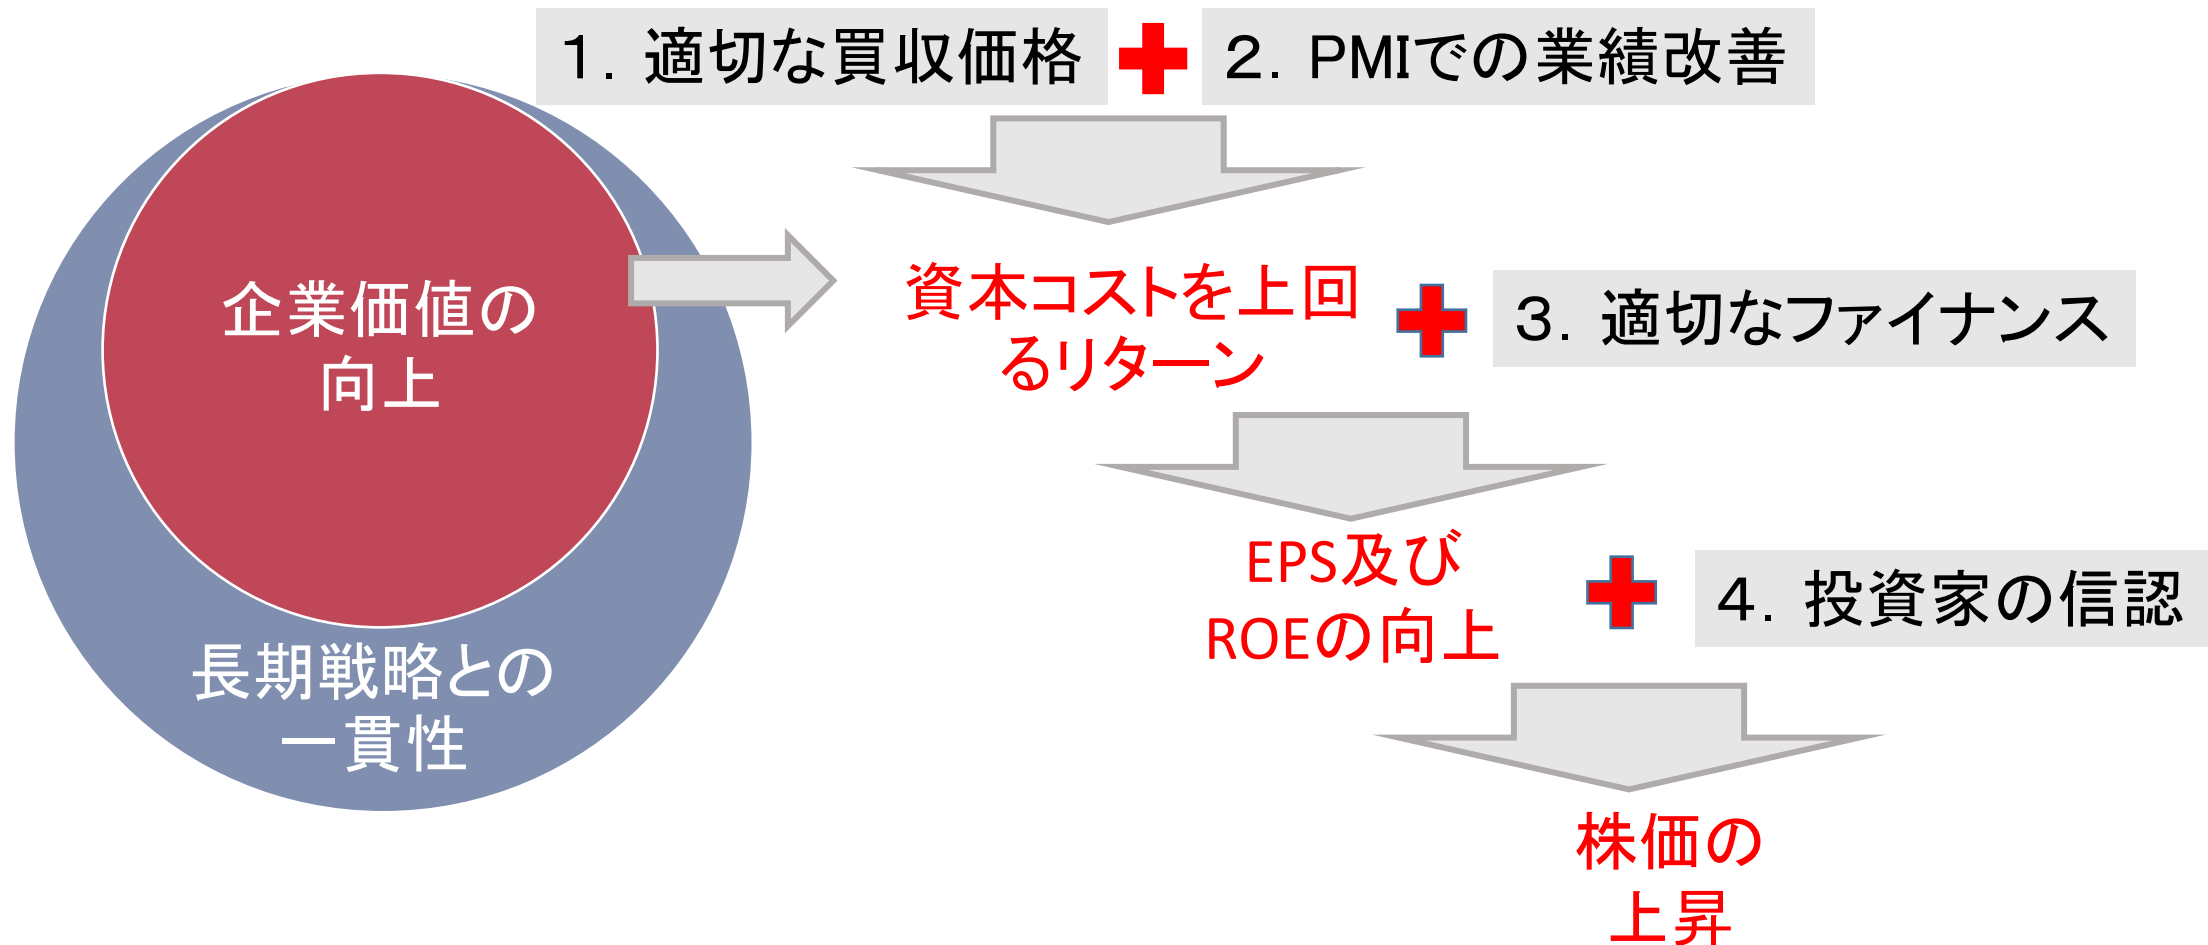 １．適切な買収価格
２．PMIでの業績改善
企業価値の
向上
資本コストを上回
るリターン
３．適切なファイナンス
EPS及び
ROEの向上
４．投資家の信認
長期戦略との
一貫性
株価の
上昇